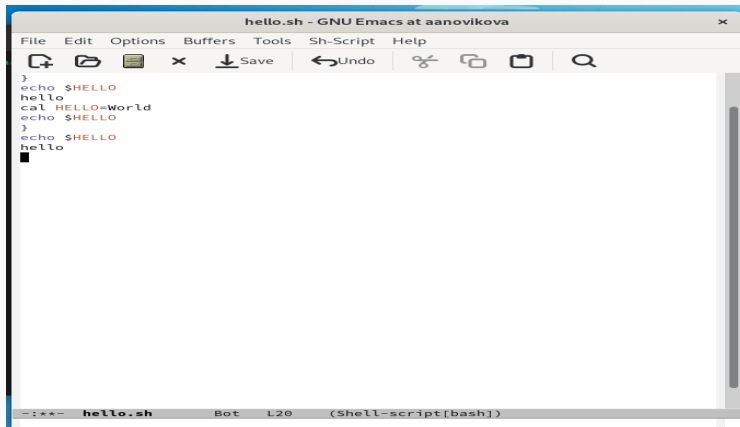 hello.sh - GNU Emacs at aanovikova
File Edit Options Buffers Tools Sh-Script Help
Save Undo
}
echo $HELLO
hello
cal HELLO=World
echo $HELLO
}
echo $HELLO
hello
-:**- hello.sh Bot L20 (Shell-script[bash])